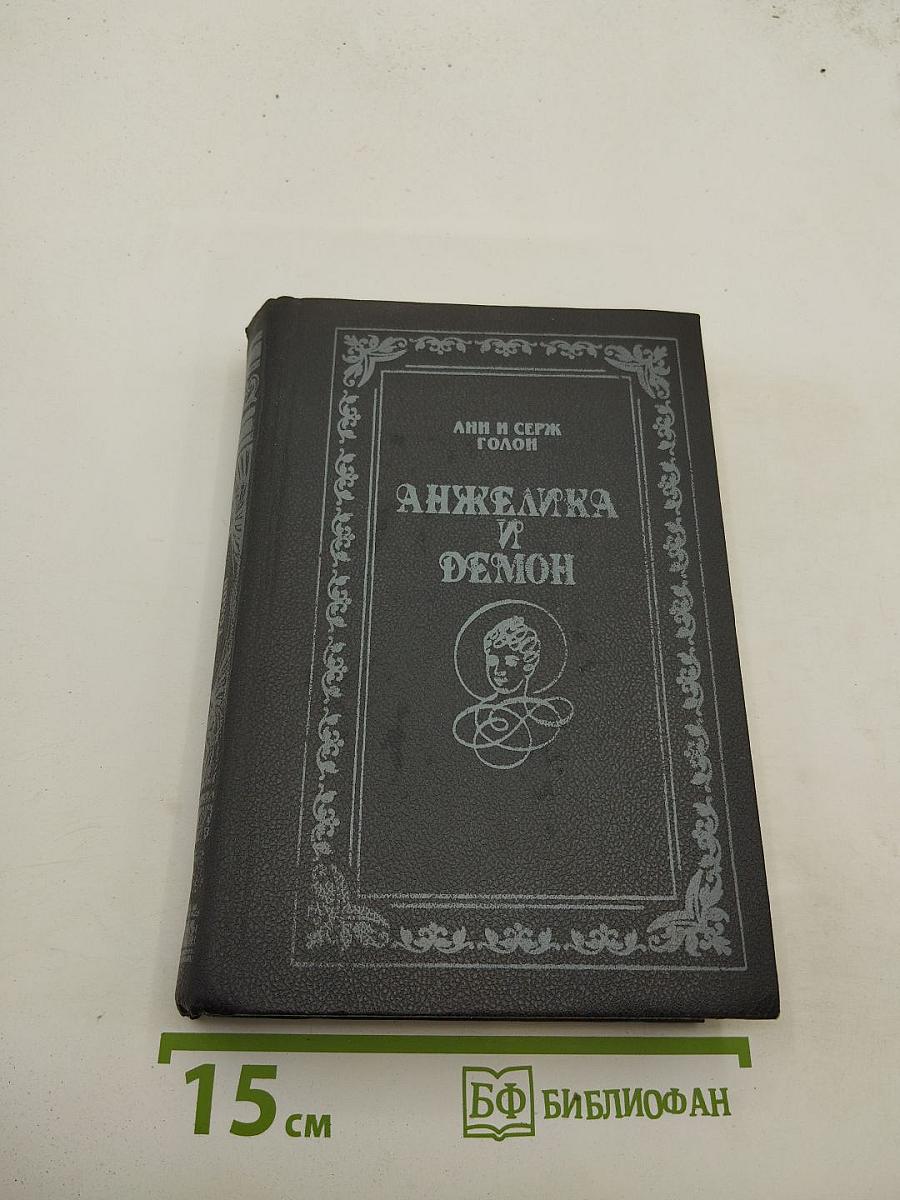 АНН И СЕРЖ
ГОЛОН
АНЖЕЛИКА
И
ДЕМОН
15 см
БФ БИБЛИОФАН